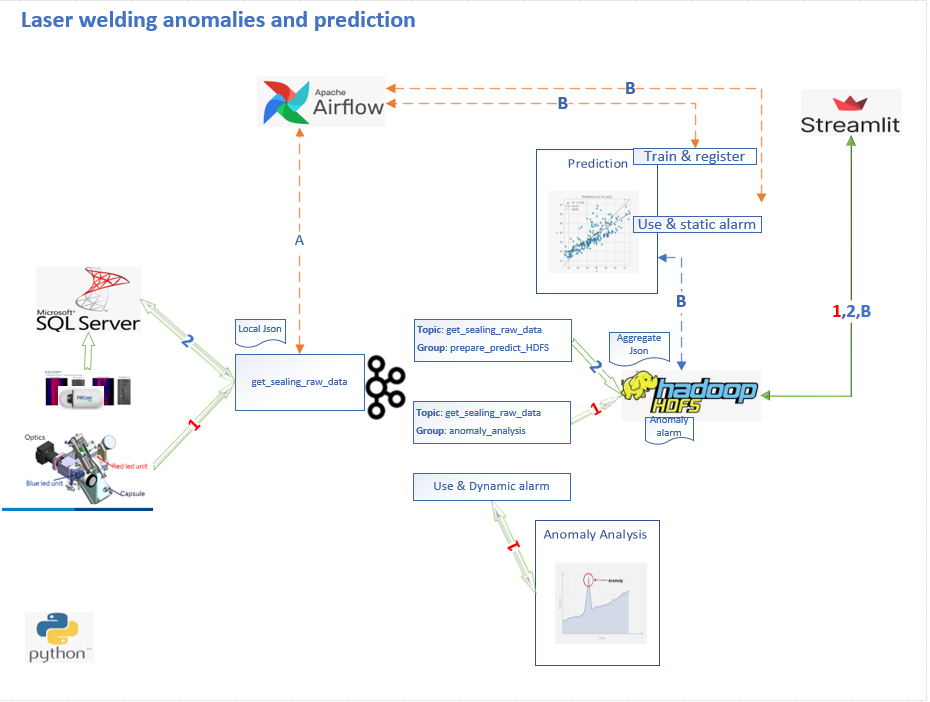 Laser welding anomalies and prediction
Apache
Airflow
B
B
Streamlit
Train & register
Prediction
Use & static alarm
A
Microsoft®
SQL Server
B
1,2,B
Local Json
2
get_sealing_raw_data
Topic: get_sealing_raw_data
Group: prepare_predict_HDFS
Aggregate
Json
2
hadoop
HDFS
Anomaly
alarm
1
Topic: get_sealing_raw_data
Group: anomaly_analysis
1
Optics
Red led unit
Blue led unit
Capsule
Use & Dynamic alarm
1
Anomaly Analysis
Anomaly
python